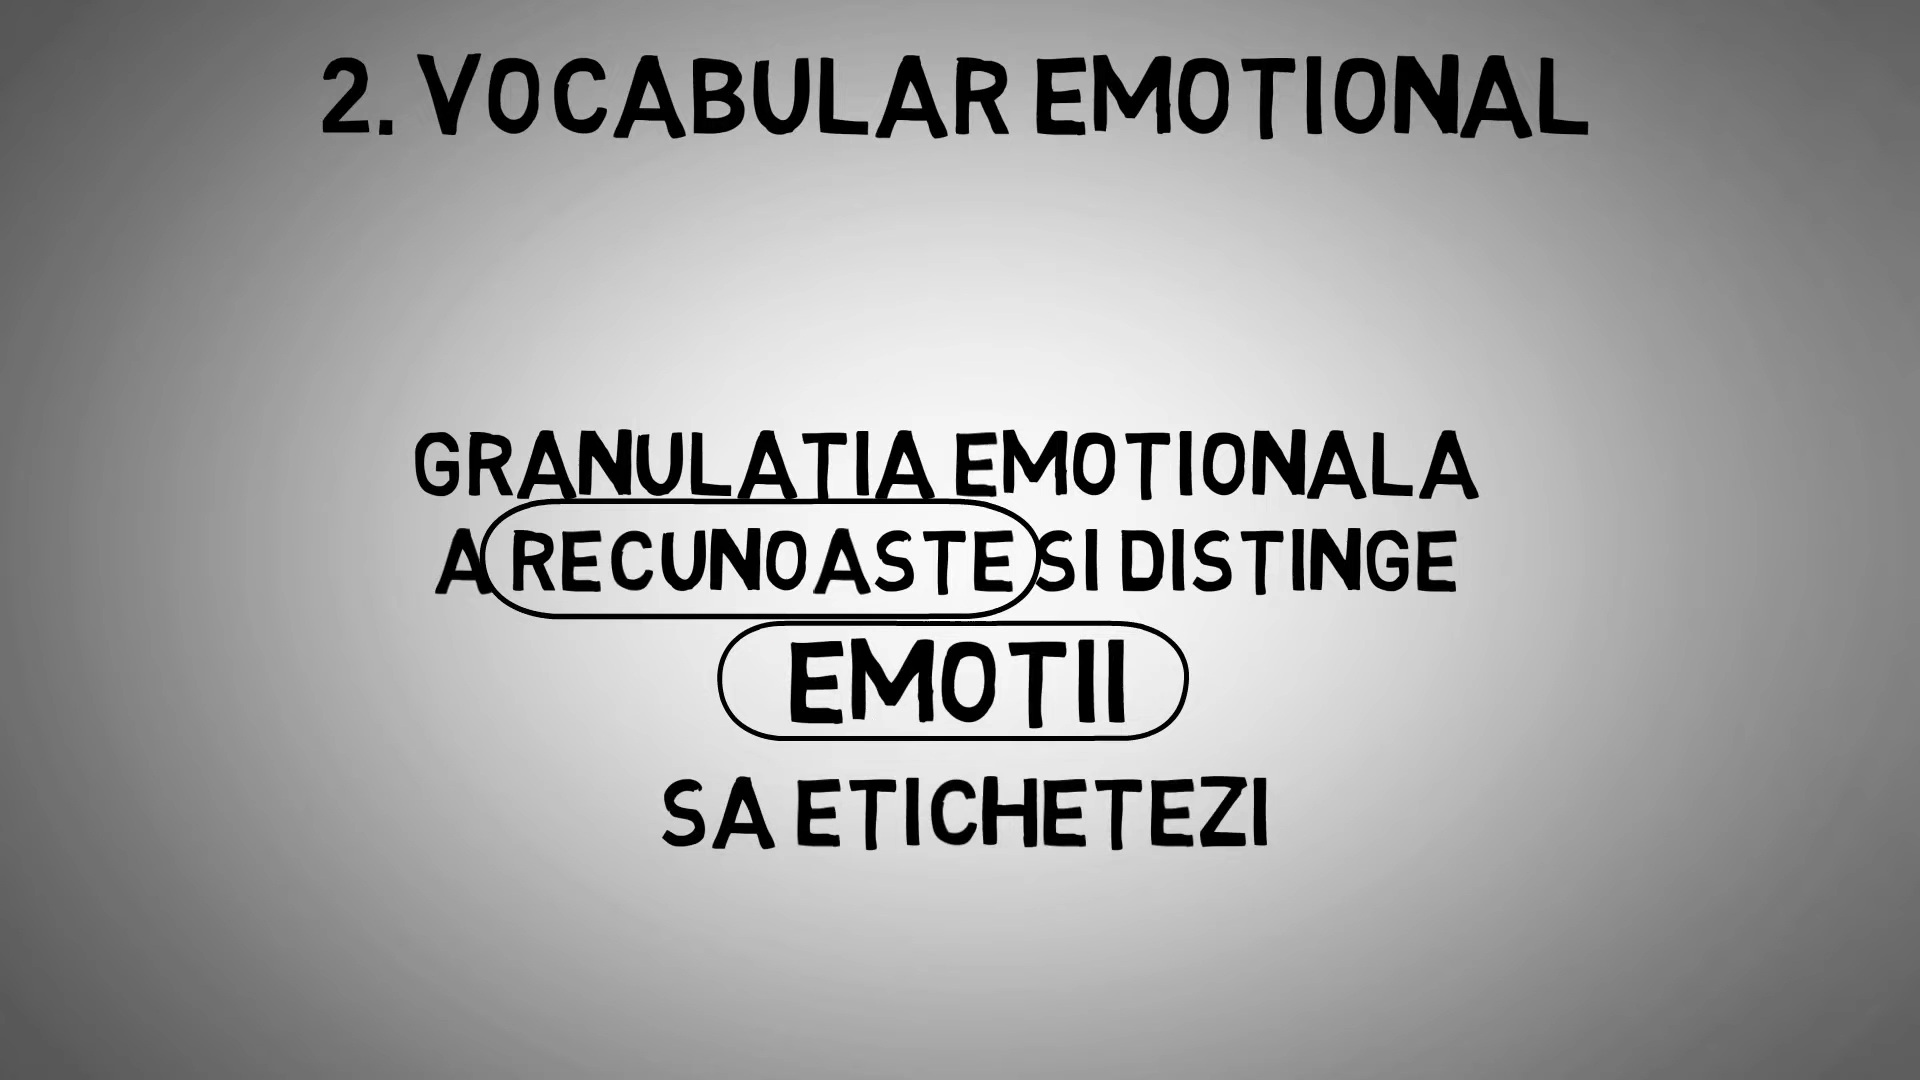 2. VOCABULAR EMOTIONAL
GRANULATIA EMOTIONALA
A RECUNOASTE SI DISTINGE
EMOTII
SA ETICHETEZI